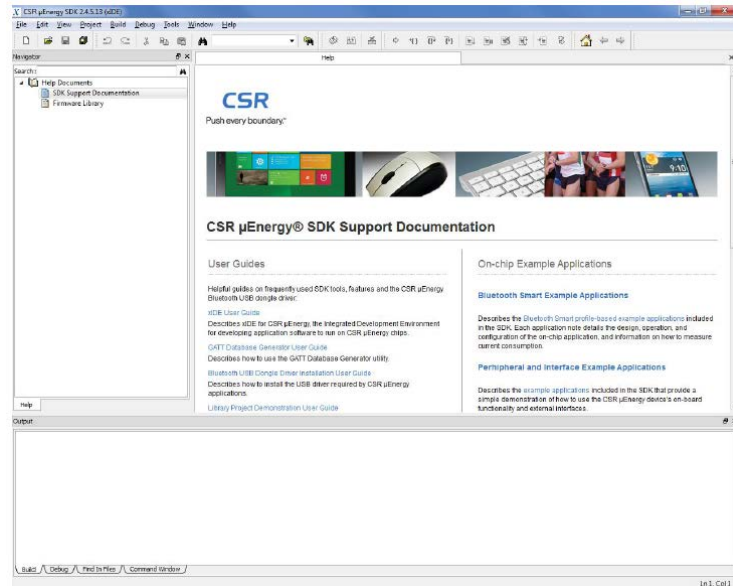 CSR µEnergy SDK 2.4.5.13 (xIDE)
File Edit View Project Build Debug Tools Window Help
Navigator
Help
Search:
Help Documents
SDK Support Documentation
Firmware Library
CSR
Push every boundary.™
9:10
CSR µEnergy® SDK Support Documentation
User Guides
Helpful guides on frequently used SDK tools, features and the CSR µEnergy
Bluetooth USB dongle driver:
xIDE User Guide
Describes xIDE for CSR µEnergy, the Integrated Development Environment
for developing application software to run on CSR µEnergy chips.
GATT Database Generator User Guide
Describes how to use the GATT Database Generator utility.
Bluetooth USB Dongle Driver Installation User Guide
Describes how to install the USB driver required by CSR µEnergy
applications.
Library Project Demonstration User Guide
On-chip Example Applications
Bluetooth Smart Example Applications
Describes the Bluetooth Smart profile-based example applications included
in the SDK. Each application note details the design, operation, and
configuration of the on-chip application, and information on how to measure
current consumption.
Perhipheral and Interface Example Applications
Describes the example applications included in the SDK that provide a
simple demonstration of how to use the CSR µEnergy device's on-board
functionality and external interfaces.
Help
Output
Build Debug Find In Files Command Window
Ln 1, Col 1